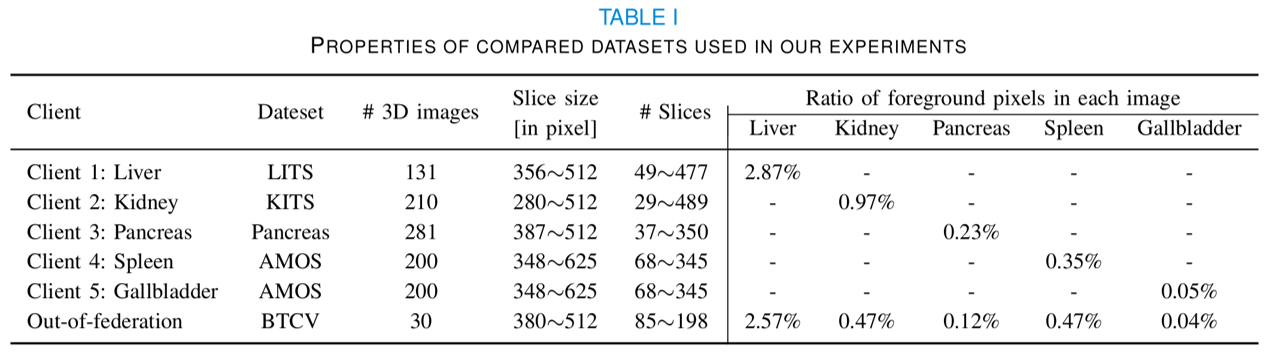 TABLE I
PROPERTIES OF COMPARED DATASETS USED IN OUR EXPERIMENTS
Client Dateset # 3D images Slice size [in pixel] # Slices Ratio of foreground pixels in each image
Liver Kidney Pancreas Spleen Gallbladder
Client 1: Liver LITS 131 356∼512 49∼477 2.87% - - - -
Client 2: Kidney KITS 210 280∼512 29∼489 - 0.97% - - -
Client 3: Pancreas Pancreas 281 387∼512 37∼350 - - 0.23% - -
Client 4: Spleen AMOS 200 348∼625 68∼345 - - - 0.35% -
Client 5: Gallbladder AMOS 200 348∼625 68∼345 - - - - 0.05%
Out-of-federation BTCV 30 380∼512 85∼198 2.57% 0.47% 0.12% 0.47% 0.04%